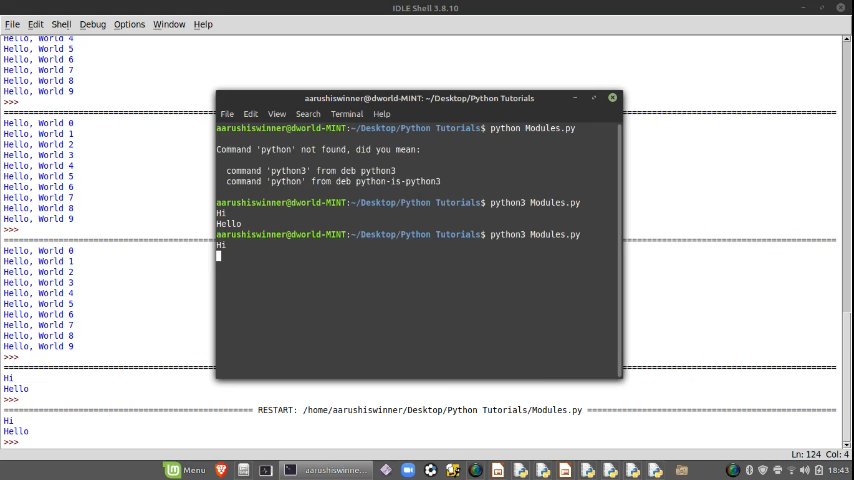 IDLE Shell 3.8.10
File Edit Shell Debug Options Window Help
Hello, World 4
Hello, World 5
Hello, World 6
Hello, World 7
Hello, World 8
Hello, World 9
>>>
Hello, World 0
Hello, World 1
Hello, World 2
Hello, World 3
Hello, World 4
Hello, World 5
Hello, World 6
Hello, World 7
Hello, World 8
Hello, World 9
>>>
Hello, World 0
Hello, World 1
Hello, World 2
Hello, World 3
Hello, World 4
Hello, World 5
Hello, World 6
Hello, World 7
Hello, World 8
Hello, World 9
>>>
Hi
Hello
>>>
RESTART: /home/aarushiswinner/Desktop/Python Tutorials/Modules.py
Hi
Hello
>>>
aarushiswinner@dworld-MINT: ~/Desktop/Python Tutorials
File Edit View Search Terminal Help
aarushiswinner@dworld-MINT:~/Desktop/Python Tutorials$ python Modules.py
Command 'python' not found, did you mean:
command 'python3' from deb python3
command 'python' from deb python-is-python3
aarushiswinner@dworld-MINT:~/Desktop/Python Tutorials$ python3 Modules.py
Hi
Hello
aarushiswinner@dworld-MINT:~/Desktop/Python Tutorials$ python3 Modules.py
Hi
Ln: 124 Col: 4
Menu
aarushiswinne...
18:43